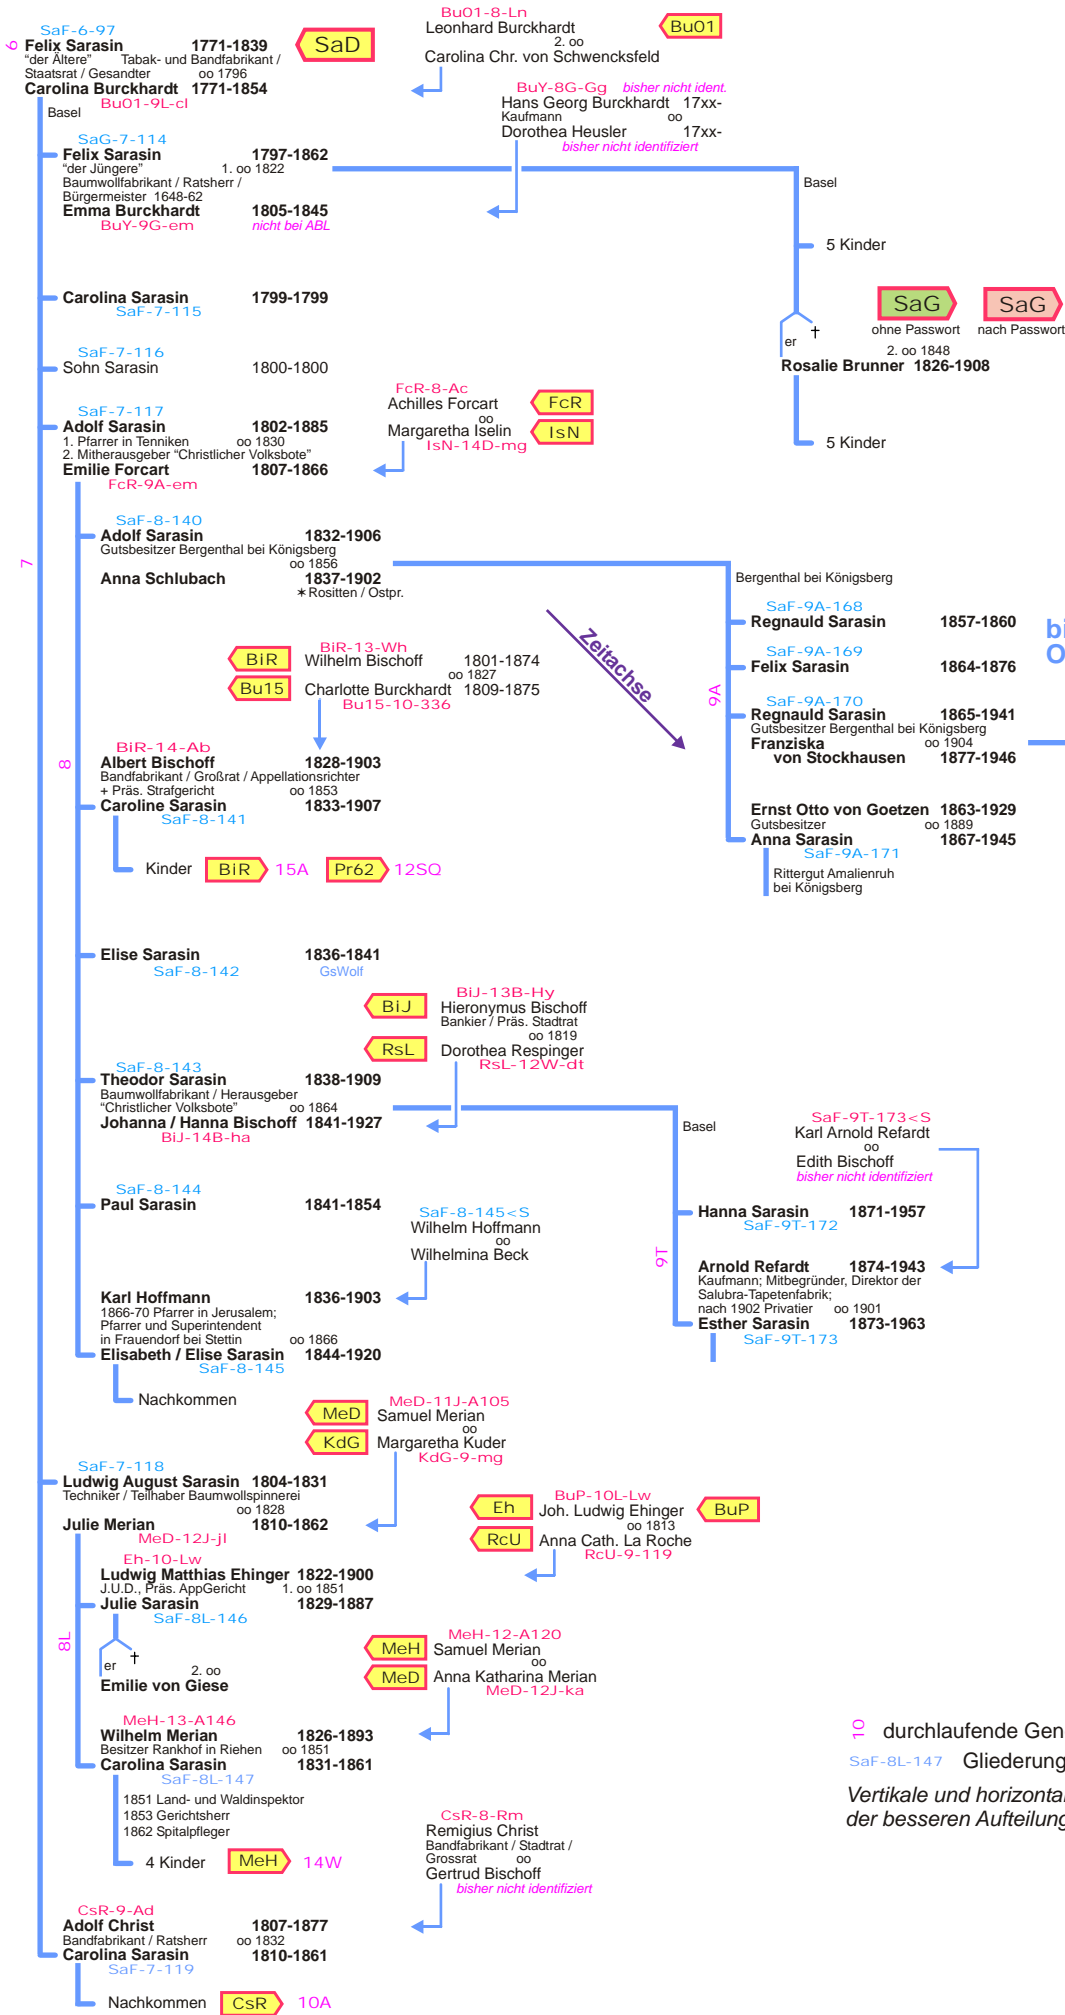 SaF-6-97
6
Felix Sarasin 1771-1839
"der Ältere" Tabak- und Bandfabrikant /
Staatsrat / Gesandter oo 1796
Carolina Burckhardt 1771-1854
Bu01-9L-cl
SaD
Bu01-8-Ln
Leonhard Burckhardt
2. oo
Carolina Chr. von Schwencksfeld
Bu01
Basel
BuY-8G-Gg bisher nicht ident.
Hans Georg Burckhardt 17xx-
Kaufmann oo
Dorothea Heusler 17xx-
bisher nicht identifiziert
SaG-7-114
Felix Sarasin 1797-1862
"der Jüngere" 1. oo 1822
Baumwollfabrikant / Ratsherr /
Bürgermeister 1648-62
Emma Burckhardt 1805-1845
BuY-9G-em nicht bei ABL
Basel
5 Kinder
SaG
ohne Passwort
SaG
nach Passwort
er †
2. oo 1848
Rosalie Brunner 1826-1908
5 Kinder
Carolina Sarasin 1799-1799
SaF-7-115
SaF-7-116
Sohn Sarasin 1800-1800
FcR-8-Ac
Achilles Forcart
oo
Margaretha Iselin
IsN-14D-mg
FcR
IsN
SaF-7-117
Adolf Sarasin 1802-1885
1. Pfarrer in Tenniken oo 1830
2. Mitherausgeber "Christlicher Volksbote"
Emilie Forcart 1807-1866
FcR-9A-em
7
SaF-8-140
Adolf Sarasin 1832-1906
Gutsbesitzer Bergenthal bei Königsberg
oo 1856
Anna Schlubach 1837-1902
∗Rositten / Ostpr.
Zeitachse
Bergenthal bei Königsberg
9A
SaF-9A-168
Regnauld Sarasin 1857-1860
SaF-9A-169
Felix Sarasin 1864-1876
SaF-9A-170
Regnauld Sarasin 1865-1941
Gutsbesitzer Bergenthal bei Königsberg
Franziska oo 1904
von Stockhausen 1877-1946
Ernst Otto von Goetzen 1863-1929
Gutsbesitzer oo 1889
Anna Sarasin 1867-1945
SaF-9A-171
Rittergut Amalienruh
bei Königsberg
BiR
Bu15
BiR-13-Wh
Wilhelm Bischoff 1801-1874
oo 1827
Charlotte Burckhardt 1809-1875
Bu15-10-336
8
BiR-14-Ab
Albert Bischoff 1828-1903
Bandfabrikant / Großrat / Appellationsrichter
+ Präs. Strafgericht oo 1853
Caroline Sarasin 1833-1907
SaF-8-141
Kinder BiR 15A Pr62 12SQ
Elise Sarasin 1836-1841
SaF-8-142 GsWolf
BiJ
RsL
BiJ-13B-Hy
Hieronymus Bischoff
Bankier / Präs. Stadtrat
oo 1819
Dorothea Respinger
RsL-12W-dt
SaF-8-143
Theodor Sarasin 1838-1909
Baumwollfabrikant / Herausgeber
"Christlicher Volksbote" oo 1864
Johanna / Hanna Bischoff 1841-1927
BiJ-14B-ha
Basel
SaF-9T-173<S
Karl Arnold Refardt
oo
Edith Bischoff
bisher nicht identifiziert
9T
Hanna Sarasin 1871-1957
SaF-9T-172
Arnold Refardt 1874-1943
Kaufmann; Mitbegründer, Direktor der
Salubra-Tapetenfabrik;
nach 1902 Privatier oo 1901
Esther Sarasin 1873-1963
SaF-9T-173
SaF-8-144
Paul Sarasin 1841-1854
SaF-8-145<S
Wilhelm Hoffmann
oo
Wilhelmina Beck
Karl Hoffmann 1836-1903
1866-70 Pfarrer in Jerusalem;
Pfarrer und Superintendent
in Frauendorf bei Stettin oo 1866
Elisabeth / Elise Sarasin 1844-1920
SaF-8-145
Nachkommen
MeD
KdG
MeD-11J-A105
Samuel Merian
oo
Margaretha Kuder
KdG-9-mg
SaF-7-118
Ludwig August Sarasin 1804-1831
Techniker / Teilhaber Baumwollspinnerei
oo 1828
Julie Merian 1810-1862
MeD-12J-jl
Eh
RcU
BuP-10L-Lw
Joh. Ludwig Ehinger
oo 1813
Anna Cath. La Roche
RcU-9-119
BuP
8L
Eh-10-Lw
Ludwig Matthias Ehinger 1822-1900
J.U.D., Präs. AppGericht 1. oo 1851
Julie Sarasin 1829-1887
SaF-8L-146
er †
2. oo
Emilie von Giese
MeH
MeD
MeH-12-A120
Samuel Merian
oo
Anna Katharina Merian
MeD-12J-ka
MeH-13-A146
Wilhelm Merian 1826-1893
Besitzer Rankhof in Riehen oo 1851
Carolina Sarasin 1831-1861
SaF-8L-147
1851 Land- und Waldinspektor
1853 Gerichtsherr
1862 Spitalpfleger
4 Kinder MeH 14W
CsR-8-Rm
Remigius Christ
Bandfabrikant / Stadtrat /
Grossrat oo
Gertrud Bischoff
bisher nicht identifiziert
CsR-9-Ad
Adolf Christ 1807-1877
Bandfabrikant / Ratsherr oo 1832
Carolina Sarasin 1810-1861
SaF-7-119
Nachkommen CsR 10A
10 durchlaufende Gen
SaF-8L-147 Gliederung
Vertikale und horizonta
der besseren Aufteilung